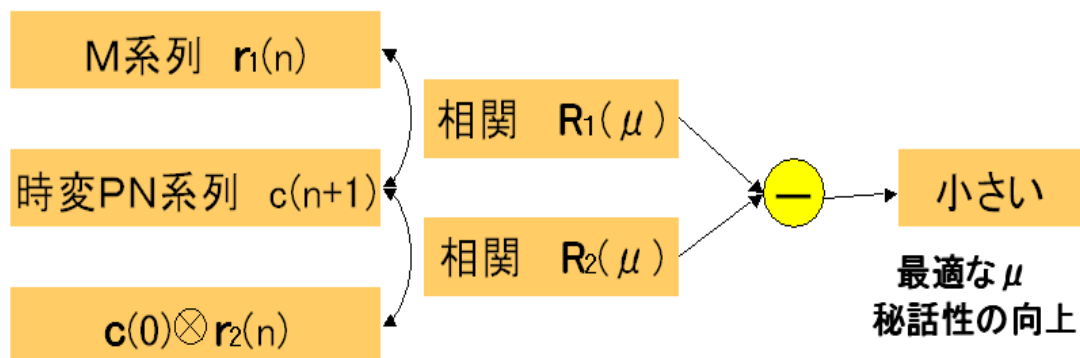 M系列 r₁(n)
相関 R₁(μ)
時変PN系列 c(n+1)
−
小さい
相関 R₂(μ)
c(0)⊗r₂(n)
最適なμ
秘話性の向上